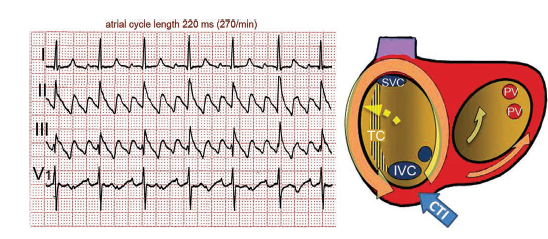 atrial cycle length 220 ms (270/min)
I
II
III
V1
SVC
PV
PV
TC
IVC
CTI